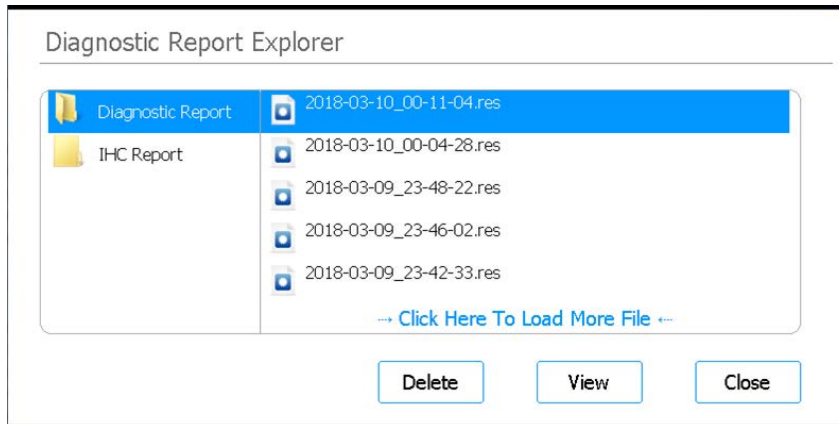 Diagnostic Report Explorer
Diagnostic Report
IHC Report
2018-03-10_00-11-04.res
2018-03-10_00-04-28.res
2018-03-09_23-48-22.res
2018-03-09_23-46-02.res
2018-03-09_23-42-33.res
⇢ Click Here To Load More File ⇠
Delete
View
Close